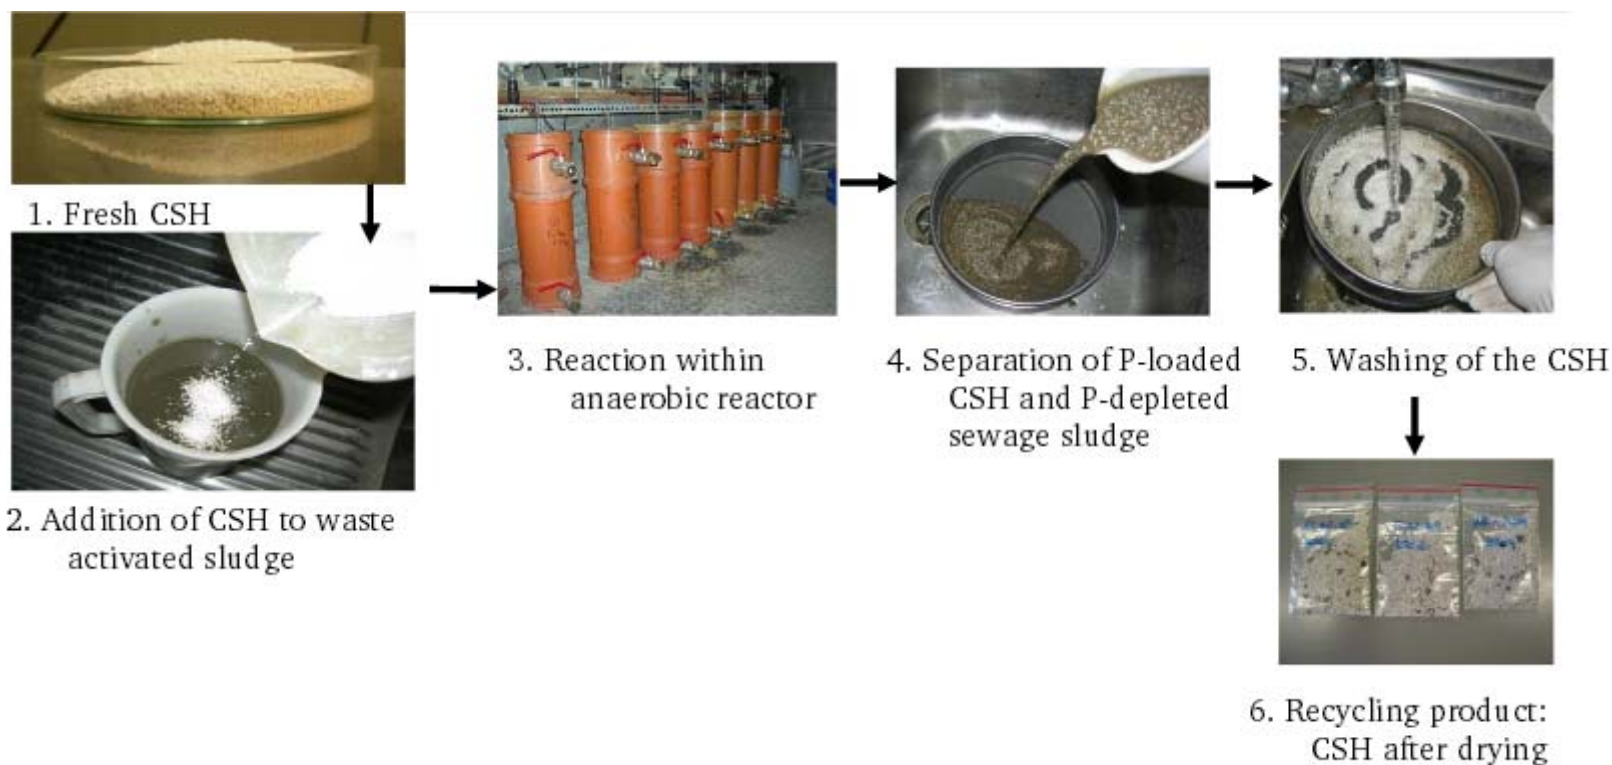 1. Fresh CSH
2. Addition of CSH to waste
activated sludge
3. Reaction within
anaerobic reactor
4. Separation of P-loaded
CSH and P-depleted
sewage sludge
5. Washing of the CSH
6. Recycling product:
CSH after drying